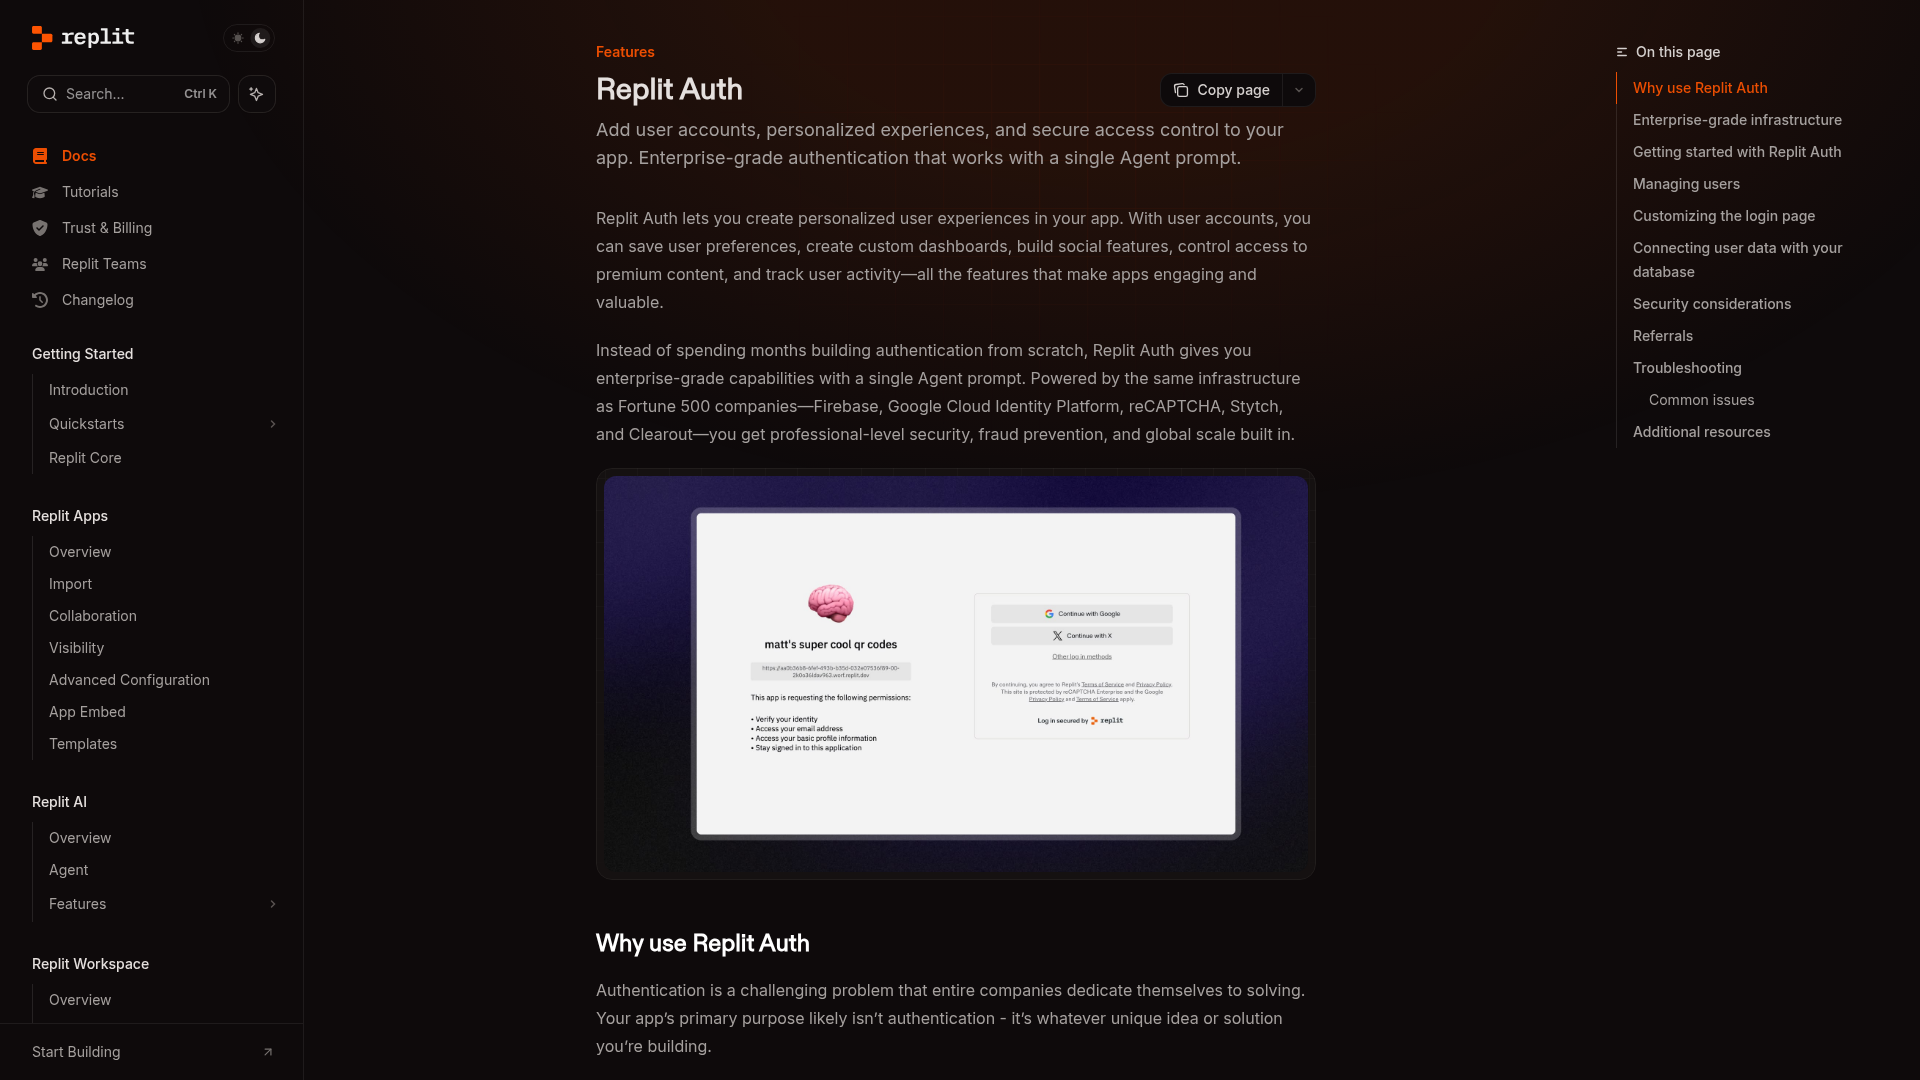 replit
Search...
Ctrl K
Docs
Tutorials
Trust & Billing
Replit Teams
Changelog
Getting Started
Introduction
Quickstarts
Replit Core
Replit Apps
Overview
Import
Collaboration
Visibility
Advanced Configuration
App Embed
Templates
Replit AI
Overview
Agent
Features
Replit Workspace
Overview
Start Building
Features
Replit Auth
Copy page
Add user accounts, personalized experiences, and secure access control to your
app. Enterprise-grade authentication that works with a single Agent prompt.
Replit Auth lets you create personalized user experiences in your app. With user accounts, you
can save user preferences, create custom dashboards, build social features, control access to
premium content, and track user activity—all the features that make apps engaging and
valuable.
Instead of spending months building authentication from scratch, Replit Auth gives you
enterprise-grade capabilities with a single Agent prompt. Powered by the same infrastructure
as Fortune 500 companies—Firebase, Google Cloud Identity Platform, reCAPTCHA, Stytch,
and Clearout—you get professional-level security, fraud prevention, and global scale built in.
matt's super cool qr codes
This app is requesting the following permissions:
• Verify your identity
• Access your email address
• Access your basic profile information
• Stay signed in to this application
Continue with Google
Continue with X
Other log in methods
By continuing, you agree to Replit's Terms of Service and Privacy Policy.
This site is protected by reCAPTCHA Enterprise and the Google
Privacy Policy and Terms of Service apply.
Log in secured by replit
Why use Replit Auth
Authentication is a challenging problem that entire companies dedicate themselves to solving.
Your app’s primary purpose likely isn’t authentication - it’s whatever unique idea or solution
you’re building.
On this page
Why use Replit Auth
Enterprise-grade infrastructure
Getting started with Replit Auth
Managing users
Customizing the login page
Connecting user data with your
database
Security considerations
Referrals
Troubleshooting
Common issues
Additional resources